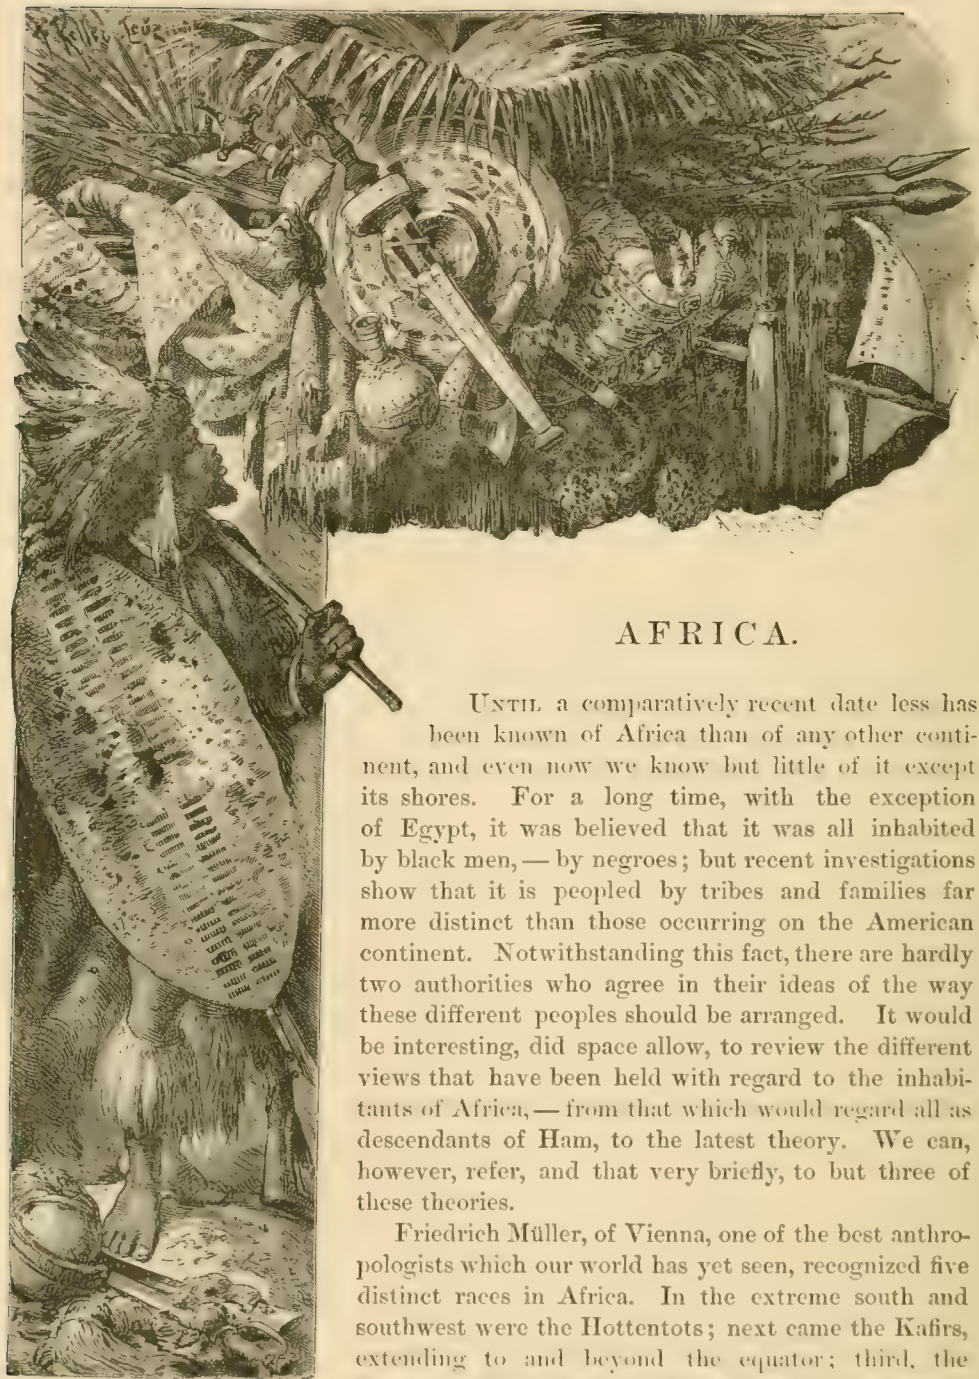 AFRICA.
UNTIL a comparatively recent date less has
been known of Africa than of any other conti-
nent, and even now we know but little of it except
its shores. For a long time, with the exception
of Egypt, it was believed that it was all inhabited
by black men, — by negroes; but recent investigations
show that it is peopled by tribes and families far
more distinct than those occurring on the American
continent. Notwithstanding this fact, there are hardly
two authorities who agree in their ideas of the way
these different peoples should be arranged. It would
be interesting, did space allow, to review the different
views that have been held with regard to the inhabi-
tants of Africa, — from that which would regard all as
descendants of Ham, to the latest theory. We can,
however, refer, and that very briefly, to but three of
these theories.
Friedrich Müller, of Vienna, one of the best anthro-
pologists which our world has yet seen, recognized five
distinct races in Africa. In the extreme south and
southwest were the Hottentots; next came the Kafirs,
extending to and beyond the equator; third, the